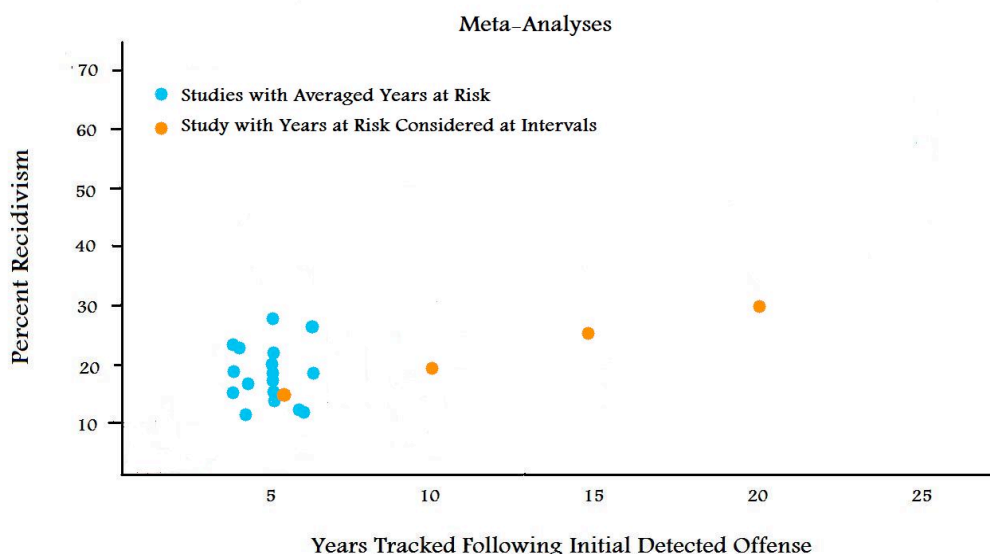 Meta-Analyses
70
Studies with Averaged Years at Risk
Study with Years at Risk Considered at Intervals
60
50
40
30
20
10
Percent Recidivism
5 10 15 20 25
Years Tracked Following Initial Detected Offense